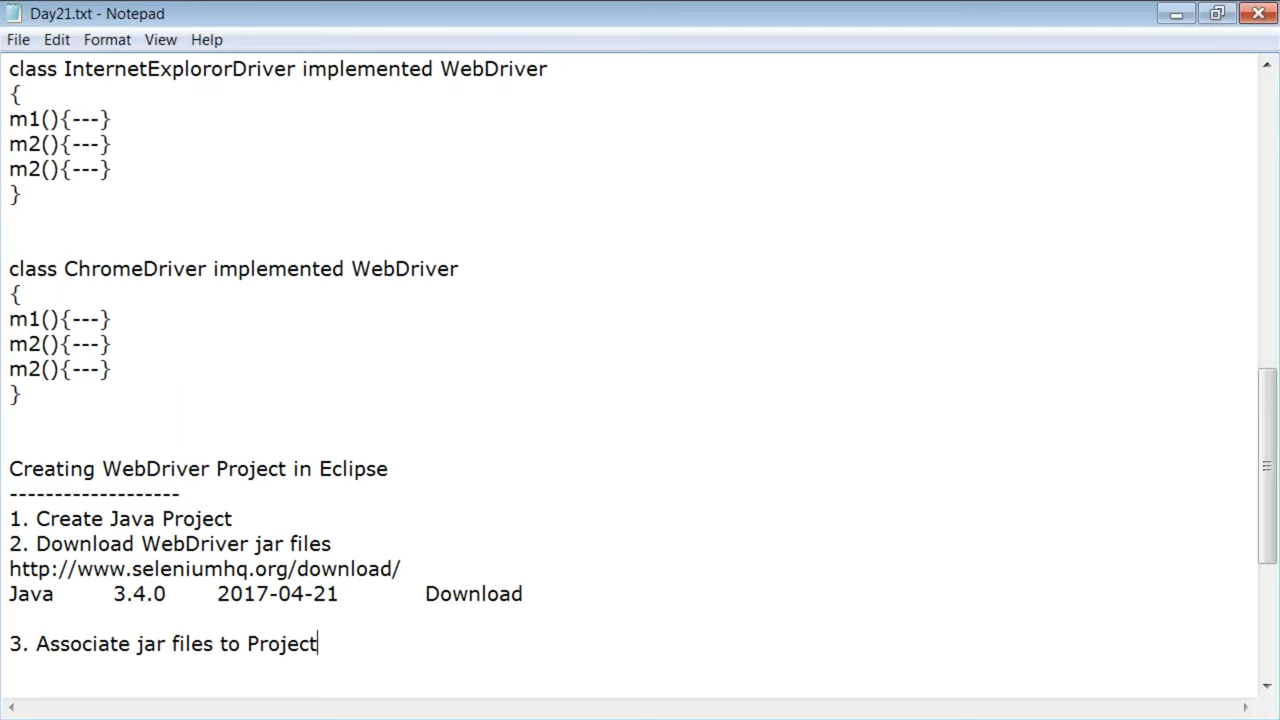 Day21.txt - Notepad
File Edit Format View Help
class InternetExplororDriver implemented WebDriver
{
m1(){---}
m2(){---}
m2(){---}
}
class ChromeDriver implemented WebDriver
{
m1(){---}
m2(){---}
m2(){---}
}
Creating WebDriver Project in Eclipse
-------------------
1. Create Java Project
2. Download WebDriver jar files
http://www.seleniumhq.org/download/
Java 3.4.0 2017-04-21 Download
3. Associate jar files to Project